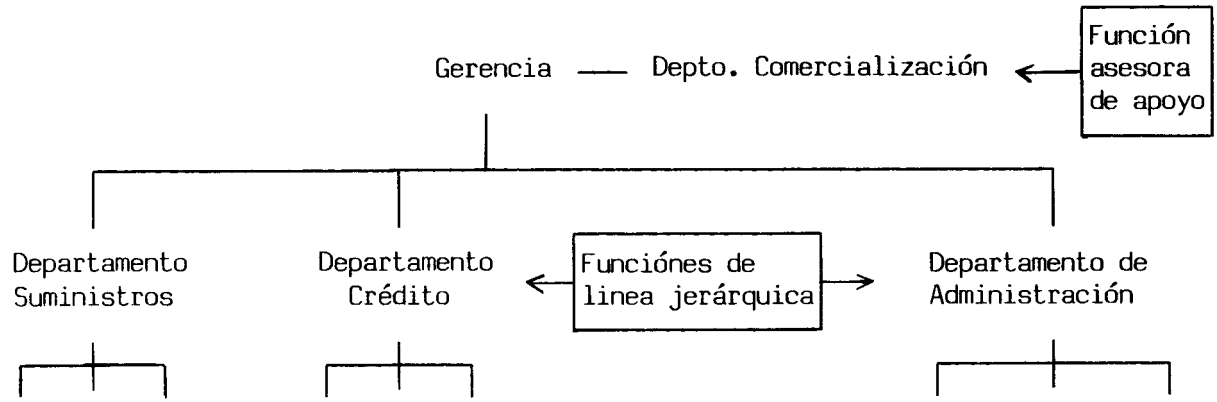 Gerencia
Depto. Comercialización
Función
asesora
de apoyo
Departamento
Suministros
Departamento
Crédito
Funciónes de
linea jerárquica
Departamento de
Administración